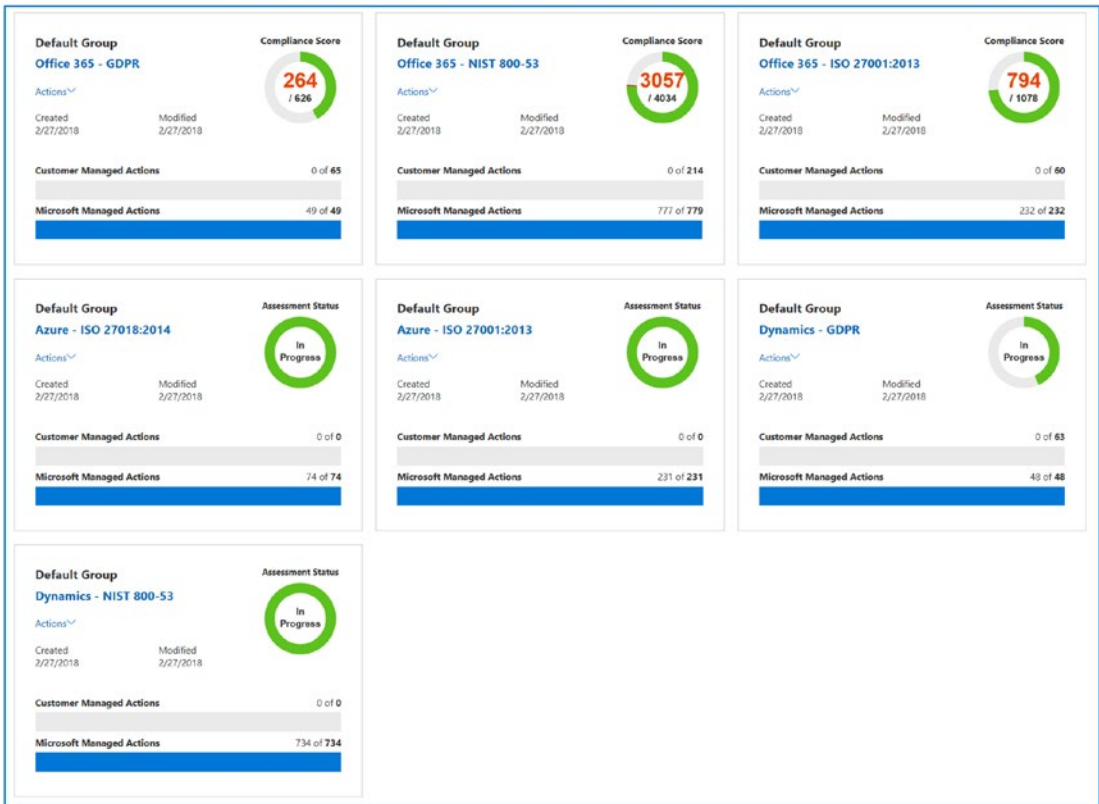 Default Group
Compliance Score
Office 365 - GDPR
264
/ 626
Actions
Created
Modified
2/27/2018
2/27/2018
Customer Managed Actions
0 of 65
Microsoft Managed Actions
49 of 49
Default Group
Compliance Score
Office 365 - NIST 800-53
3057
/ 4034
Actions
Created
Modified
2/27/2018
2/27/2018
Customer Managed Actions
0 of 214
Microsoft Managed Actions
777 of 779
Default Group
Compliance Score
Office 365 - ISO 27001:2013
794
/ 1078
Actions
Created
Modified
2/27/2018
2/27/2018
Customer Managed Actions
0 of 60
Microsoft Managed Actions
232 of 232
Default Group
Assessment Status
Azure - ISO 27018:2014
In
Progress
Actions
Created
Modified
2/27/2018
2/27/2018
Customer Managed Actions
0 of 0
Microsoft Managed Actions
74 of 74
Default Group
Assessment Status
Azure - ISO 27001:2013
In
Progress
Actions
Created
Modified
2/27/2018
2/27/2018
Customer Managed Actions
0 of 0
Microsoft Managed Actions
231 of 231
Default Group
Assessment Status
Dynamics - GDPR
In
Progress
Actions
Created
Modified
2/27/2018
2/27/2018
Customer Managed Actions
0 of 63
Microsoft Managed Actions
48 of 48
Default Group
Assessment Status
Dynamics - NIST 800-53
In
Progress
Actions
Created
Modified
2/27/2018
2/27/2018
Customer Managed Actions
0 of 0
Microsoft Managed Actions
734 of 734